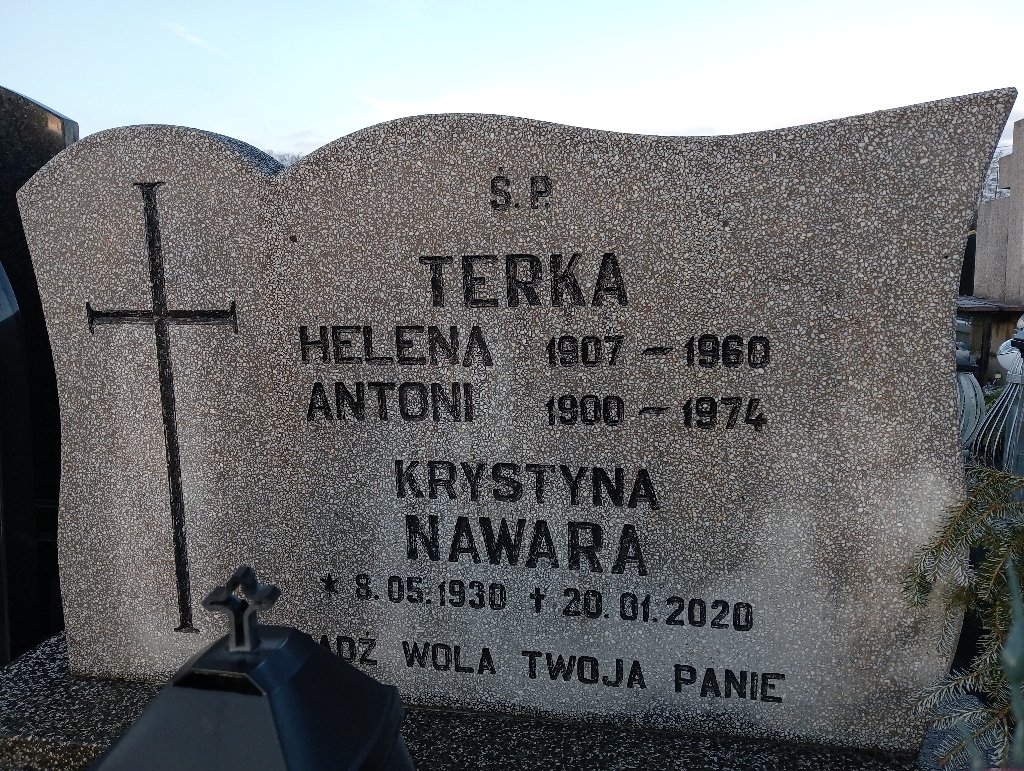 Ś.P.
TERKA
HELENA 1907 – 1960
ANTONI 1900 – 1974
KRYSTYNA
NAWARA
* 8.05.1930 † 20.01.2020
WOLA TWOJA PANIE